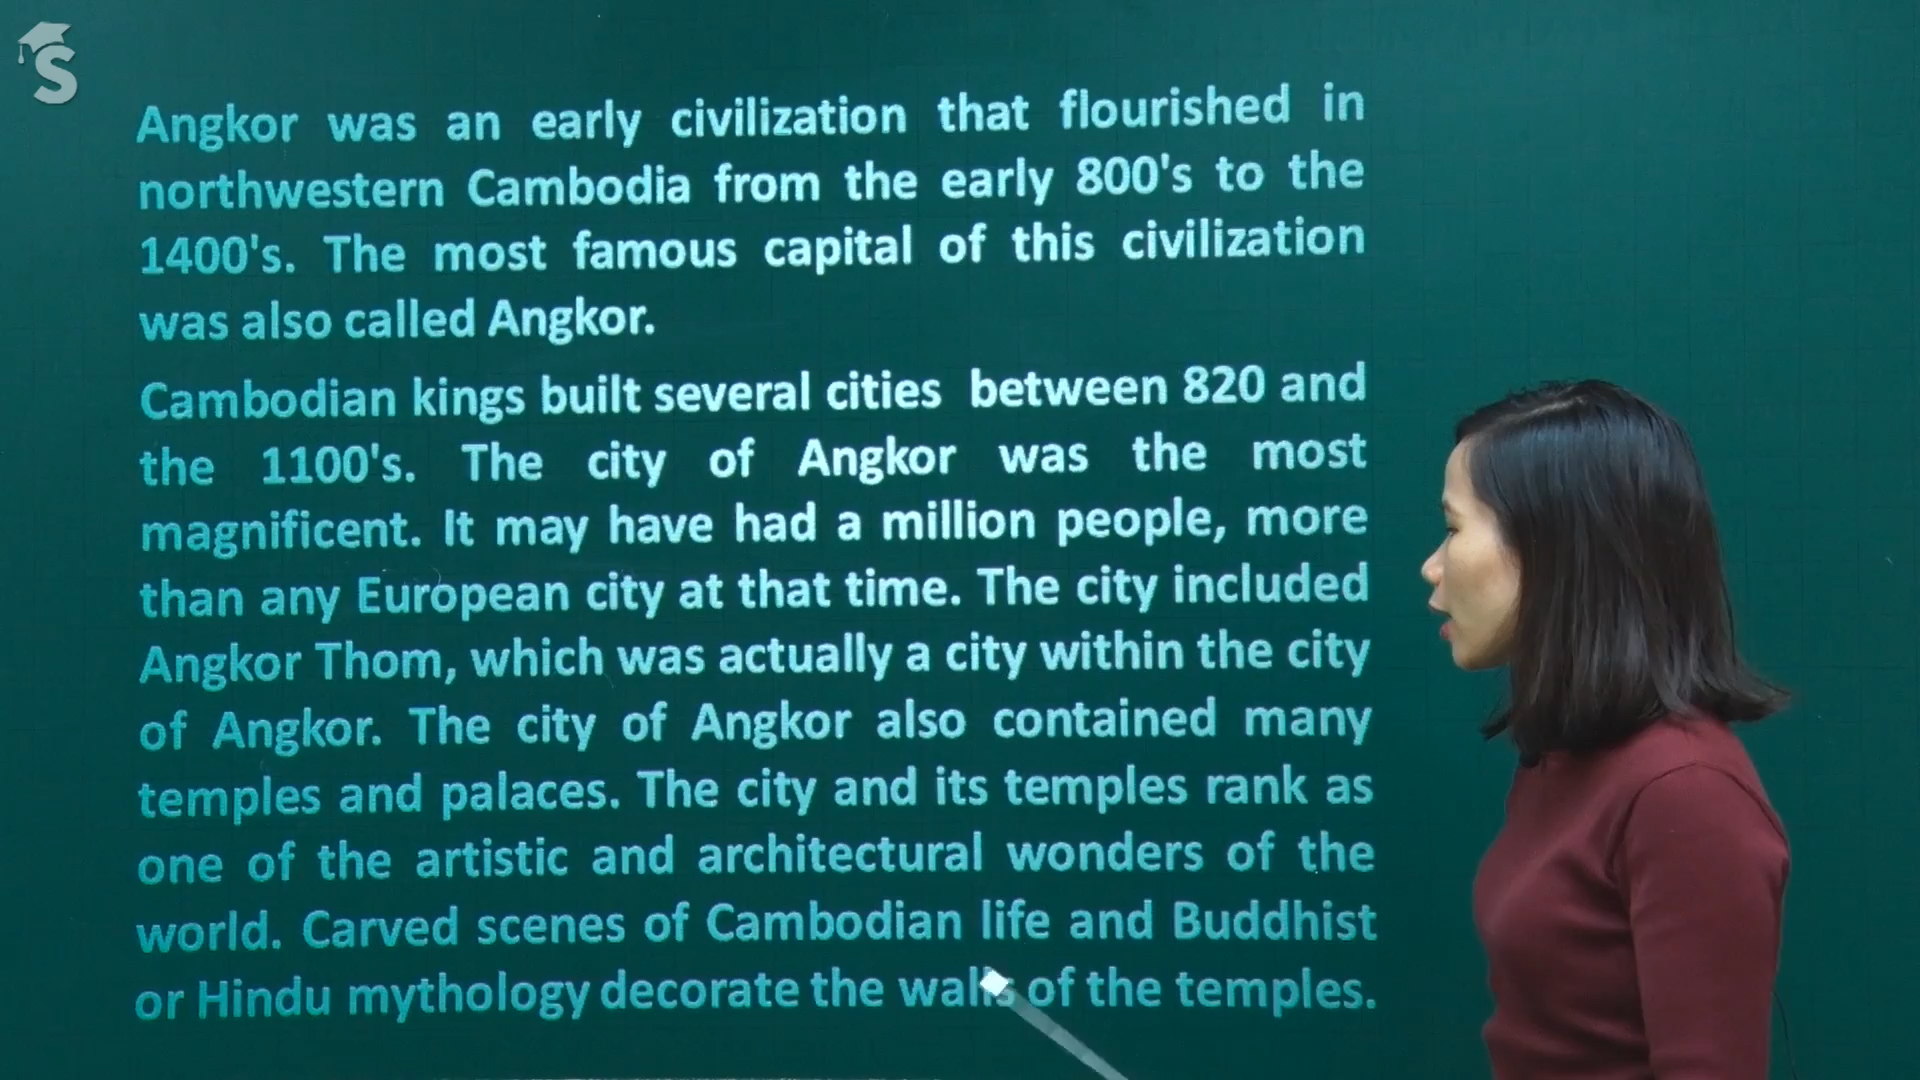 S
Angkor was an early civilization that flourished in
northwestern Cambodia from the early 800's to the
1400's. The most famous capital of this civilization
was also called Angkor.
Cambodian kings built several cities between 820 and
the 1100's. The city of Angkor was the most
magnificent. It may have had a million people, more
than any European city at that time. The city included
Angkor Thom, which was actually a city within the city
of Angkor. The city of Angkor also contained many
temples and palaces. The city and its temples rank as
one of the artistic and architectural wonders of the
world. Carved scenes of Cambodian life and Buddhist
or Hindu mythology decorate the walls of the temples.